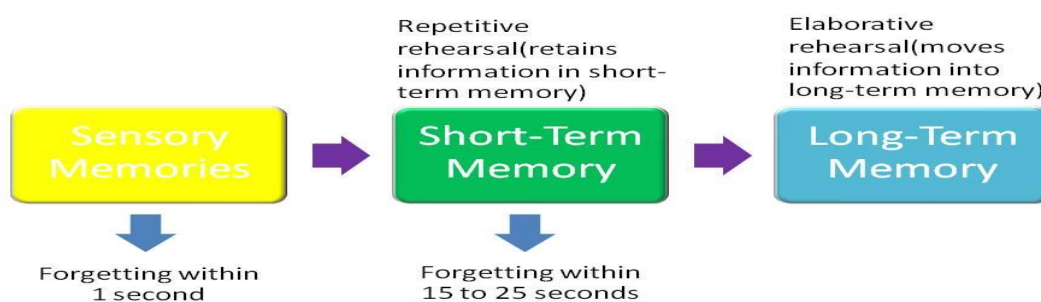 Repetitive
rehearsal(retains
information in short-
term memory)
Elaborative
rehearsal(moves
information into
long-term memory)
Sensory
Memories
Short-Term
Memory
Long-Term
Memory
Forgetting within
1 second
Forgetting within
15 to 25 seconds